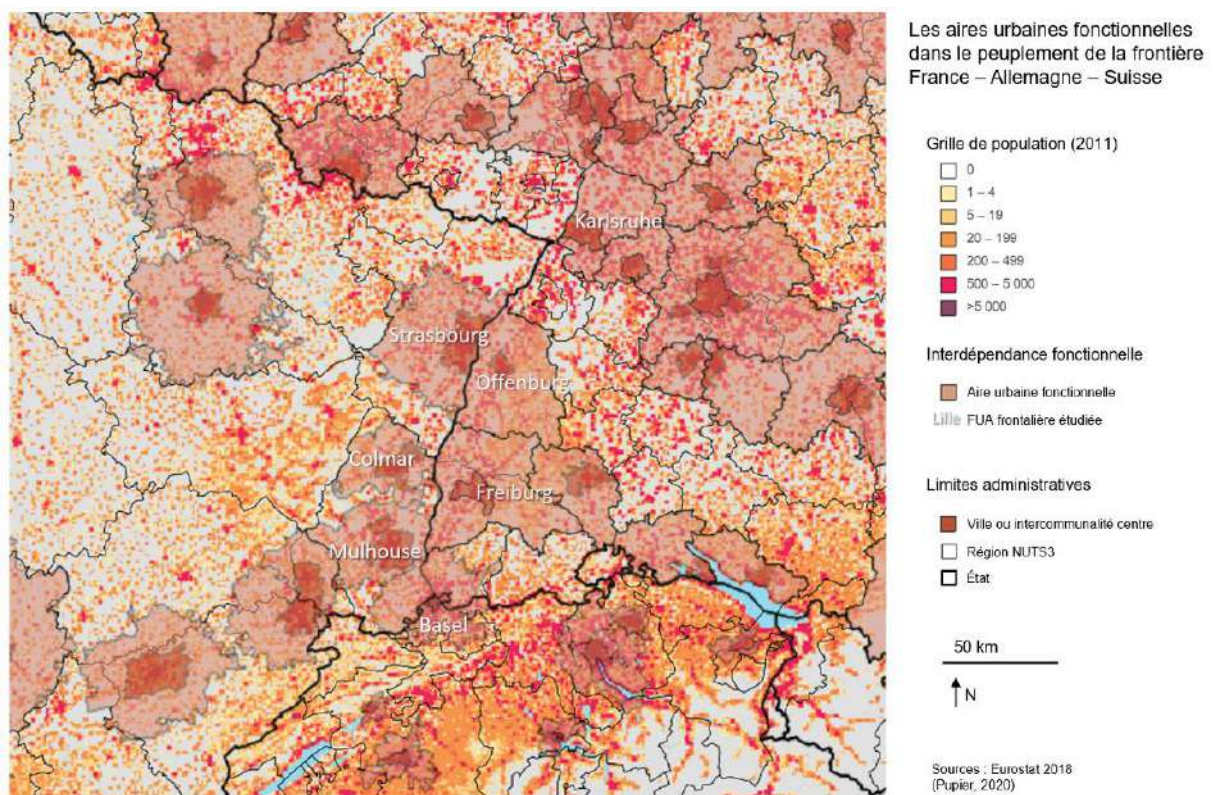 Les aires urbaines fonctionnelles
dans le peuplement de la frontière
France – Allemagne – Suisse
Grille de population (2011)
0
1 – 4
5 – 19
20 – 199
200 – 499
500 – 5 000
>5 000
Interdépendance fonctionnelle
Aire urbaine fonctionnelle
Lille FUA frontalière étudiée
Limites administratives
Ville ou intercommunalité centre
Région NUTS3
État
50 km
N
Sources : Eurostat 2018
(Pupier, 2020)
Karlsruhe
Strasbourg
Offenburg
Colmar
Freiburg
Mulhouse
Basel